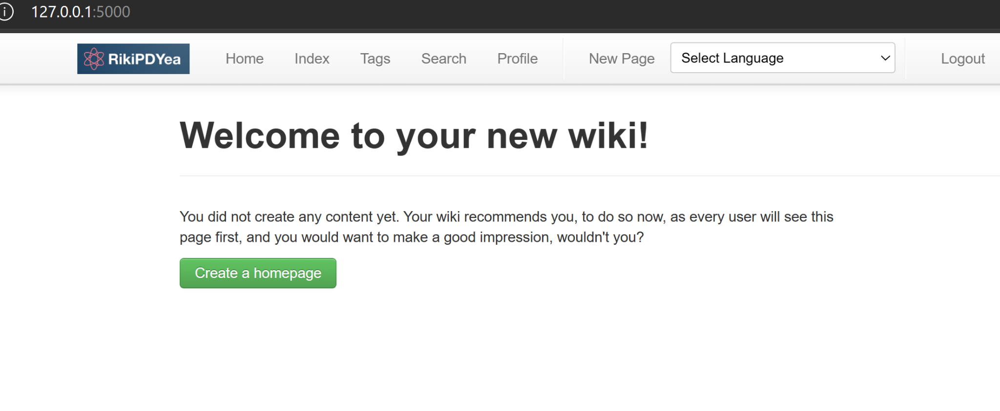 127.0.0.1:5000
RikiPDYea Home Index Tags Search Profile New Page Select Language Logout
Welcome to your new wiki!
You did not create any content yet. Your wiki recommends you, to do so now, as every user will see this
page first, and you would want to make a good impression, wouldn't you?
Create a homepage